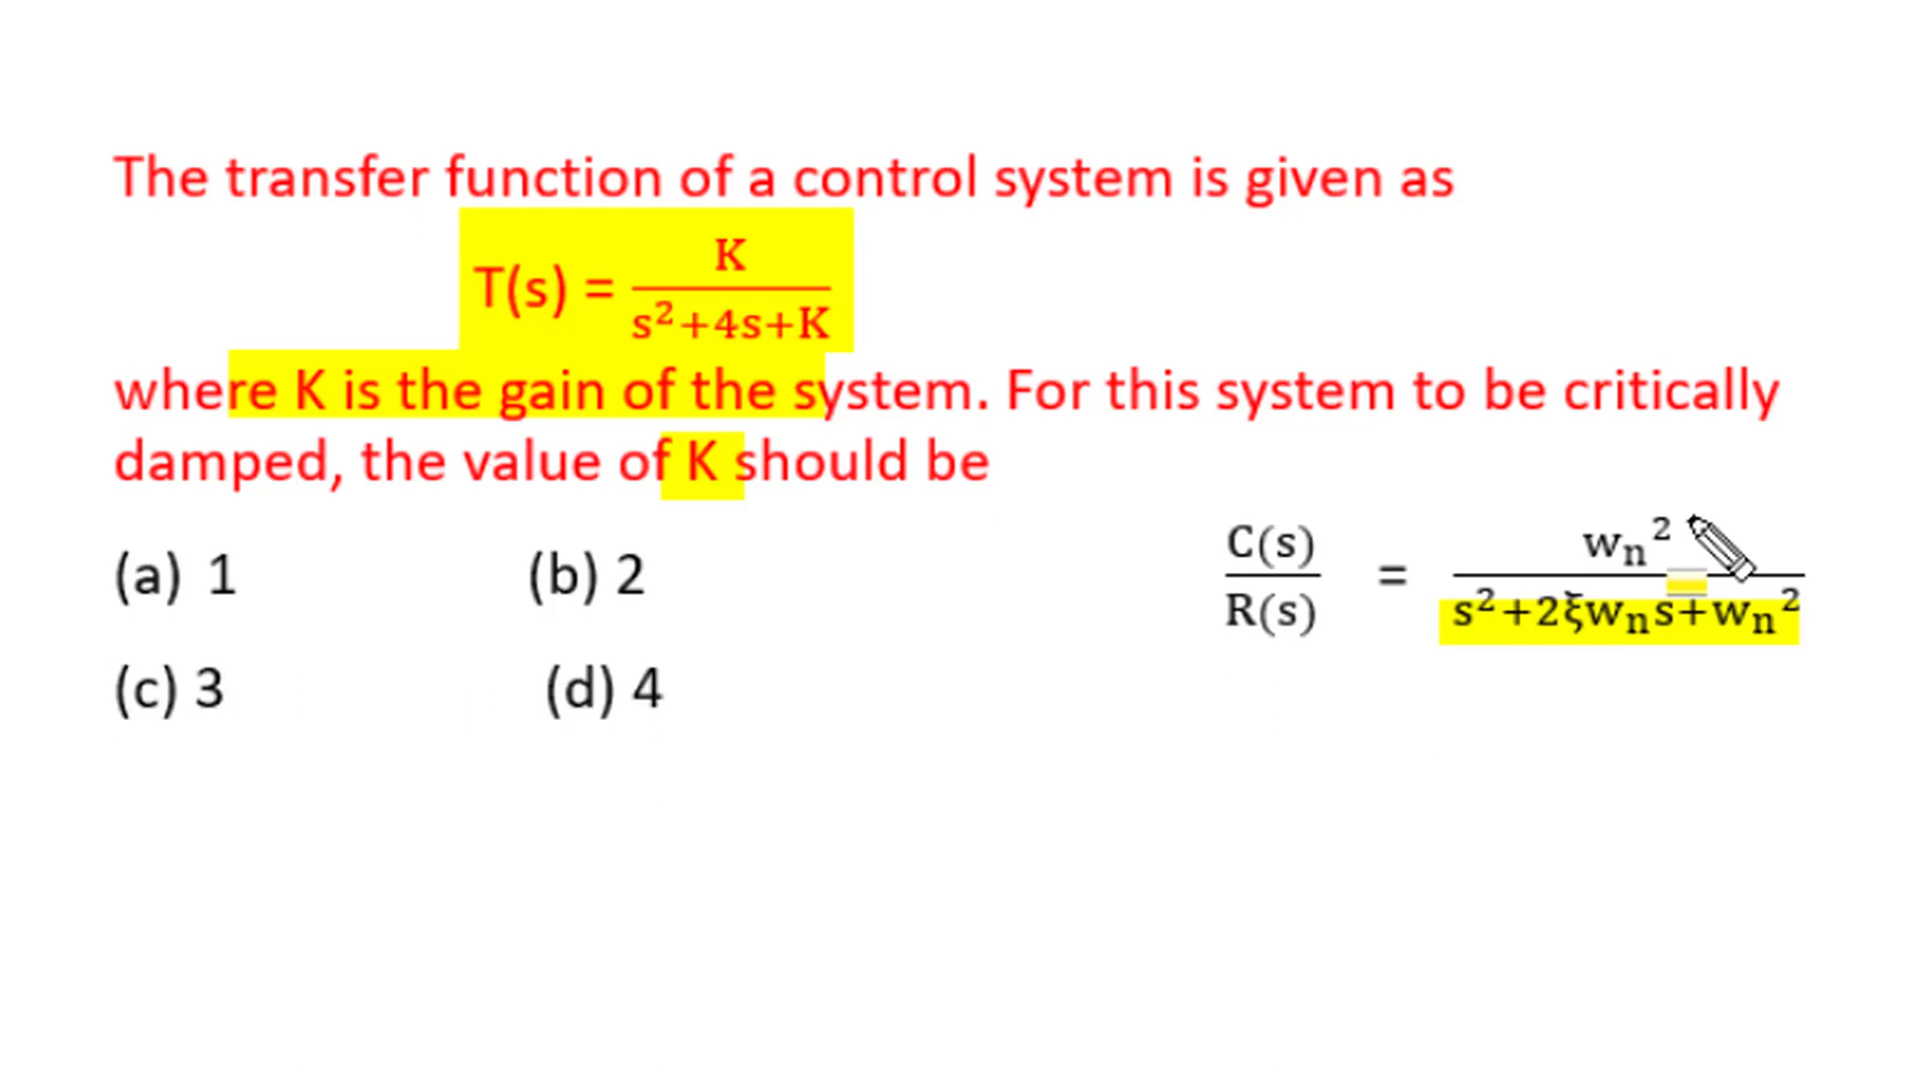 The transfer function of a control system is given as
T(s) = K / s²+4s+K
where K is the gain of the system. For this system to be critically
damped, the value of K should be
(a) 1 (b) 2
(c) 3 (d) 4
C(s) / R(s) = wn² / s²+2ξwns+wn²